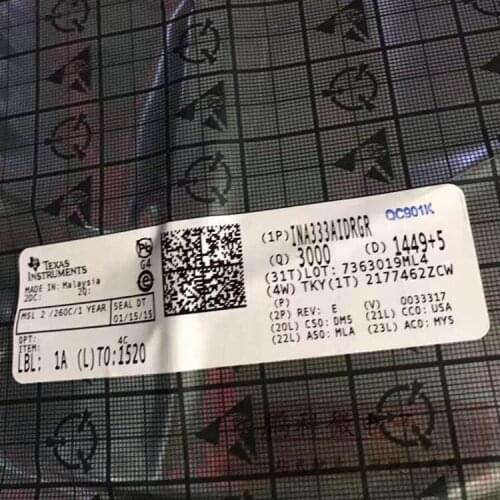 TEXAS
INSTRUMENTS
MADE IN: Malaysia
2DC: 2Q:
MSL 2 /260C/1 YEAR
SEAL DT
01/15/15
OPT:
ITEM:
4C
LBL: 1A (L)TO:1520
Pb
G4
e
QC901K
(1P)INA333AIDRGR
(Q) 3000 (D) 1449+5
(31T)LOT: 7363019ML4
(4W) TKY(1T) 2177462ZCW
(P)
(2P) REV: E (V) 0033317
(20L) CSO: DM5 (21L) CCO: USA
(22L) ASO: MLA (23L) ACO: MYS